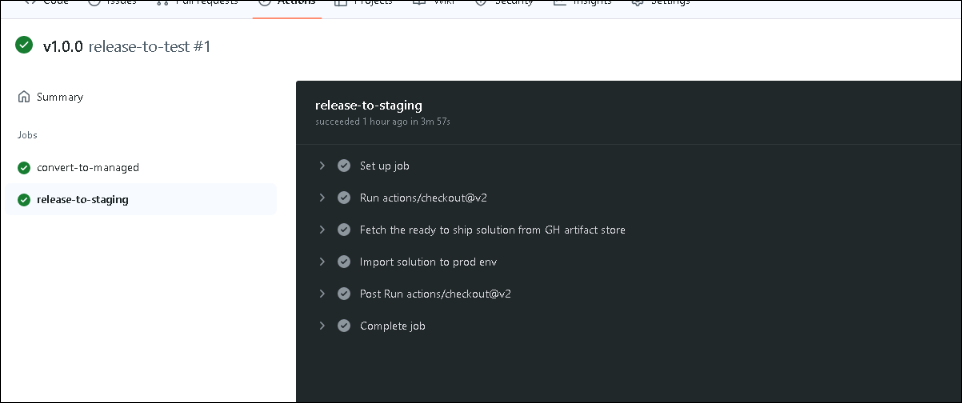 Code Issues Pull requests Actions Projects Wiki Security Insights Settings
v1.0.0 release-to-test #1
Summary
Jobs
convert-to-managed
release-to-staging
release-to-staging
succeeded 1 hour ago in 3m 57s
Set up job
Run actions/checkout@v2
Fetch the ready to ship solution from GH artifact store
Import solution to prod env
Post Run actions/checkout@v2
Complete job